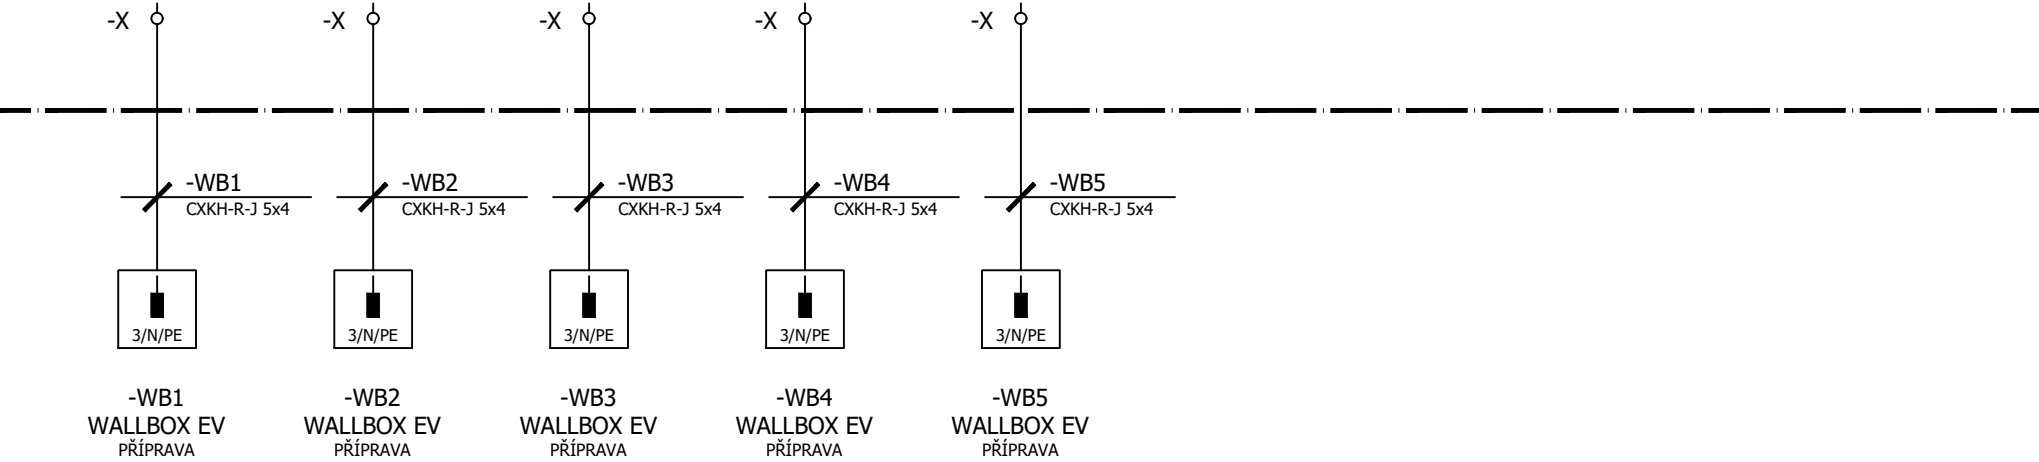 -X -X -X -X -X
-WB1 -WB2 -WB3 -WB4 -WB5
CXKH-R-J 5x4 CXKH-R-J 5x4 CXKH-R-J 5x4 CXKH-R-J 5x4 CXKH-R-J 5x4
3/N/PE 3/N/PE 3/N/PE 3/N/PE 3/N/PE
-WB1 -WB2 -WB3 -WB4 -WB5
WALLBOX EV WALLBOX EV WALLBOX EV WALLBOX EV WALLBOX EV
PŘÍPRAVA PŘÍPRAVA PŘÍPRAVA PŘÍPRAVA PŘÍPRAVA